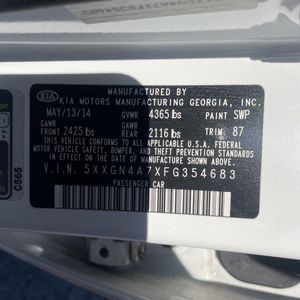 MANUFACTURED BY
KIA KIA MOTORS MANUFACTURING GEORGIA, INC.
MAY/13/14 GVWR 4365 lbs PAINT SWP
GAWR GAWR
FRONT 2425 lbs REAR 2116 lbs TRIM 87
THIS VEHICLE CONFORMS TO ALL APPLICABLE U.S.A. FEDERAL
MOTOR VEHICLE SAFETY, BUMPER, AND THEFT PREVENTION
STANDARDS IN EFFECT ON THE DATE OF MANUFACTURE SHOWN ABOVE.
V.I.N. 5XXGN4A7XFG354683
PASSENGER CAR
C565